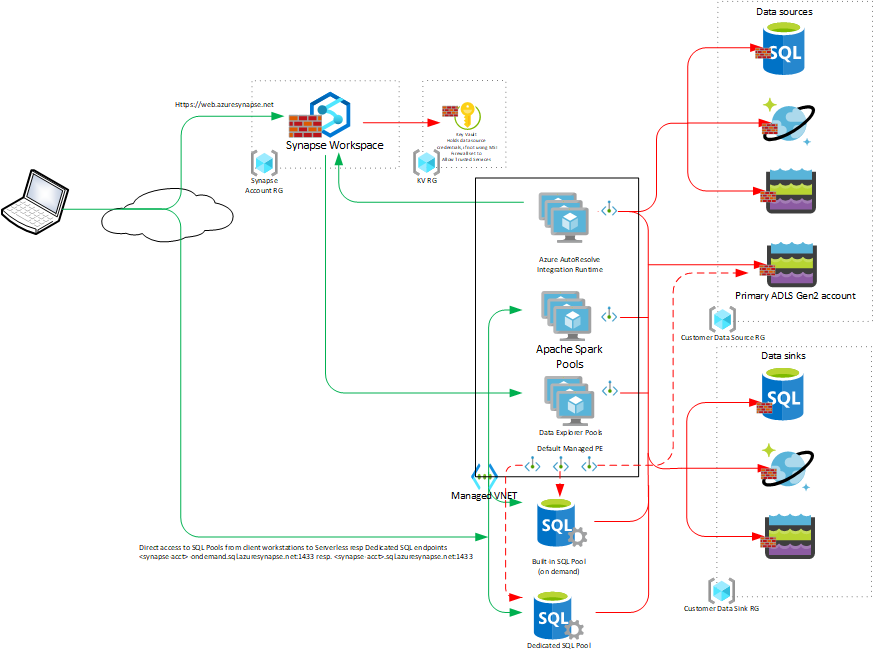 Data sources
SQL
Https://web.azuresynapse.net
Synapse Workspace
Key Vault
Holds data source
credentials, if not using MSI
Firewall set to
Allow Trusted Services
Synapse
Account RG
KV RG
Azure AutoResolve
Integration Runtime
Primary ADLS Gen2 account
Customer Data Source RG
Apache Spark
Pools
Data sinks
SQL
Data Explorer Pools
Default Managed PE
Managed VNET
SQL
Direct access to SQL Pools from client workstations to Serverless resp Dedicated SQL endpoints
<synapse acct> ondemand.sql.azuresynapse.net:1433 resp. <synapse acct>.sql.azuresynapse.net:1433
Built in SQL Pool
(on demand)
Customer Data Sink RG
SQL
Dedicated SQL Pool